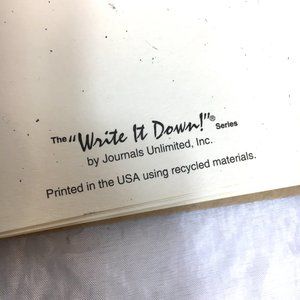 The "Write It Down!"® Series
by Journals Unlimited, Inc.
Printed in the USA using recycled materials.